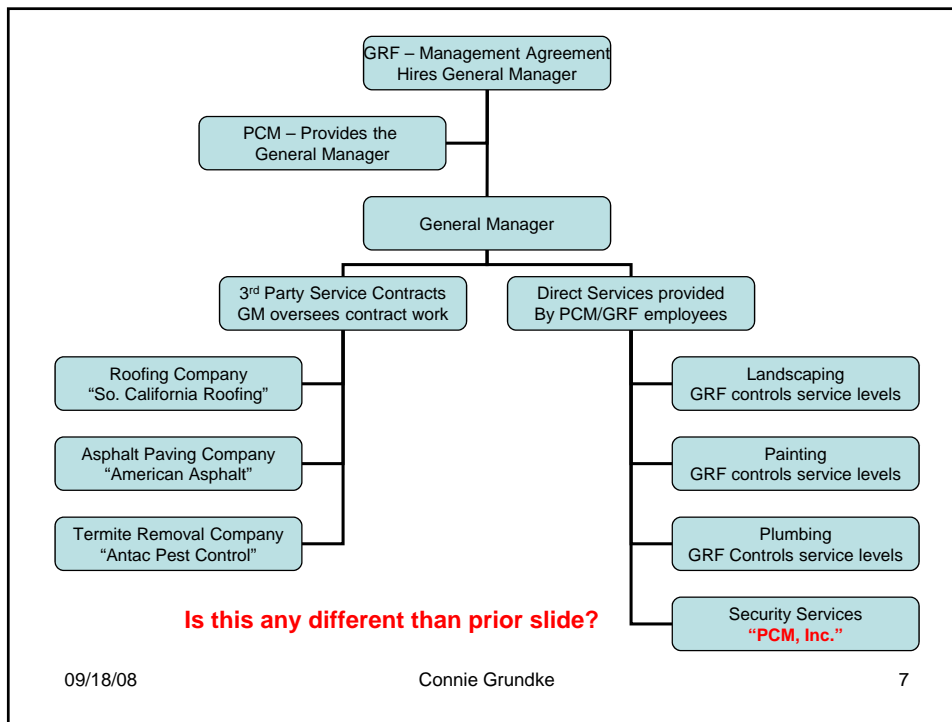 GRF – Management Agreement
Hires General Manager
PCM – Provides the
General Manager
General Manager
3rd Party Service Contracts
GM oversees contract work
Direct Services provided
By PCM/GRF employees
Roofing Company
“So. California Roofing”
Asphalt Paving Company
“American Asphalt”
Termite Removal Company
“Antac Pest Control”
Landscaping
GRF controls service levels
Painting
GRF controls service levels
Plumbing
GRF Controls service levels
Security Services
“PCM, Inc.”
Is this any different than prior slide?
09/18/08
Connie Grundke
7